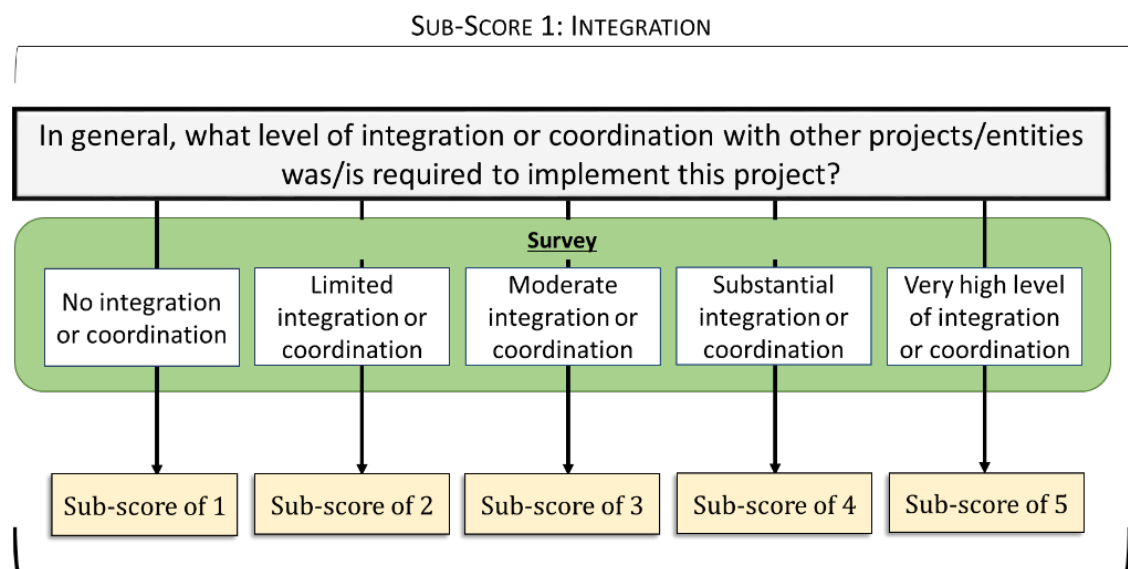 SUB-SCORE 1: INTEGRATION
In general, what level of integration or coordination with other projects/entities
was/is required to implement this project?
Survey
No integration
or coordination
Limited
integration or
coordination
Moderate
integration or
coordination
Substantial
integration or
coordination
Very high level
of integration
or coordination
Sub-score of 1
Sub-score of 2
Sub-score of 3
Sub-score of 4
Sub-score of 5